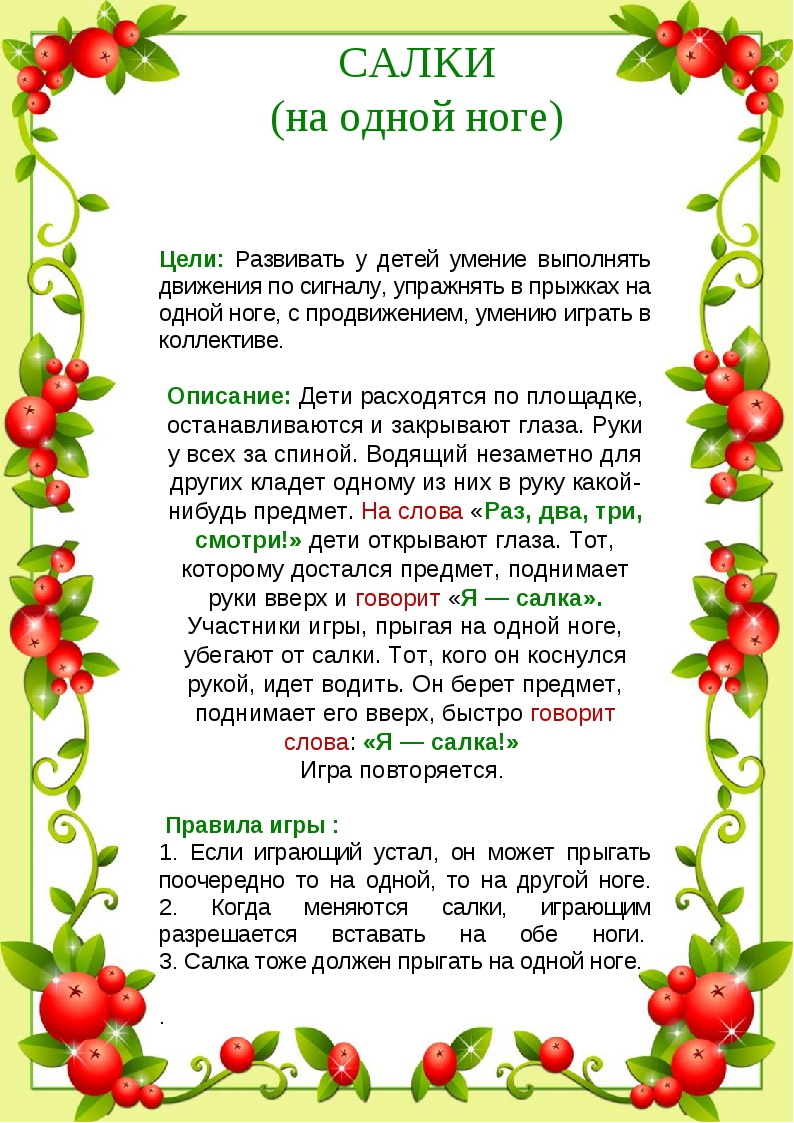 САЛКИ
(на одной ноге)
Цели: Развивать у детей умение выполнять
движения по сигналу, упражнять в прыжках на
одной ноге, с продвижением, умению играть в
коллективе.
Описание: Дети расходятся по площадке,
останавливаются и закрывают глаза. Руки
у всех за спиной. Водящий незаметно для
других кладет одному из них в руку какой-
нибудь предмет. На слова «Раз, два, три,
смотри!» дети открывают глаза. Тот,
которому достался предмет, поднимает
руки вверх и говорит «Я — салка».
Участники игры, прыгая на одной ноге,
убегают от салки. Тот, кого он коснулся
рукой, идет водить. Он берет предмет,
поднимает его вверх, быстро говорит
слова: «Я — салка!»
Игра повторяется.
Правила игры :
1. Если играющий устал, он может прыгать
поочередно то на одной, то на другой ноге.
2. Когда меняются салки, играющим
разрешается вставать на обе ноги.
3. Салка тоже должен прыгать на одной ноге.
.